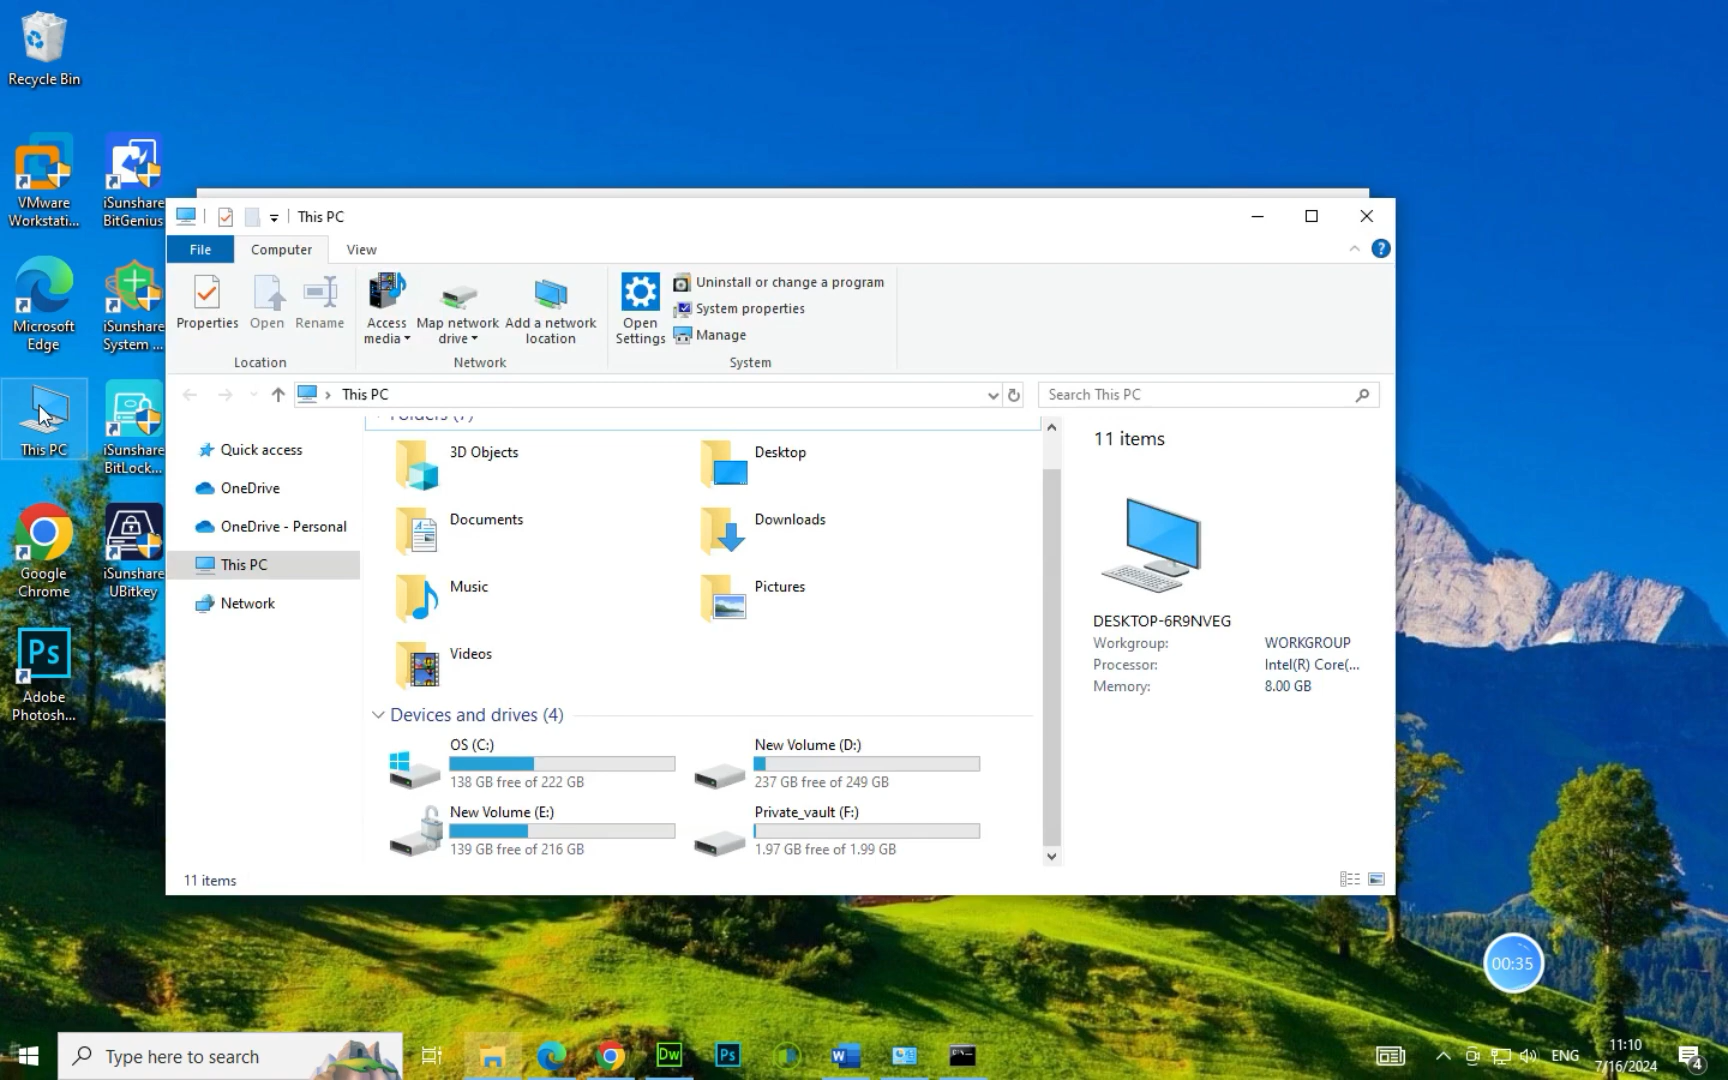 Recycle Bin
VMware
Workstati...
iSunshare
BitGenius
Microsoft
Edge
iSunshare
System ...
This PC
iSunshare
BitLock...
Google
Chrome
iSunshare
UBitkey
Ps
Adobe
Photosh...
This PC
File
Computer
View
Properties
Open
Rename
Location
Access
media
Map network
drive
Add a network
location
Network
Open
Settings
Uninstall or change a program
System properties
Manage
System
This PC
Search This PC
Quick access
OneDrive
OneDrive - Personal
This PC
Network
Folders (7)
3D Objects
Desktop
Documents
Downloads
Music
Pictures
Videos
Devices and drives (4)
OS (C:)
138 GB free of 222 GB
New Volume (D:)
237 GB free of 249 GB
New Volume (E:)
139 GB free of 216 GB
Private_vault (F:)
1.97 GB free of 1.99 GB
11 items
DESKTOP-6R9NVEG
Workgroup: WORKGROUP
Processor: Intel(R) Core(...
Memory: 8.00 GB
11 items
00:35
Type here to search
Dw
Ps
W
ENG
11:10
7/16/2024
4